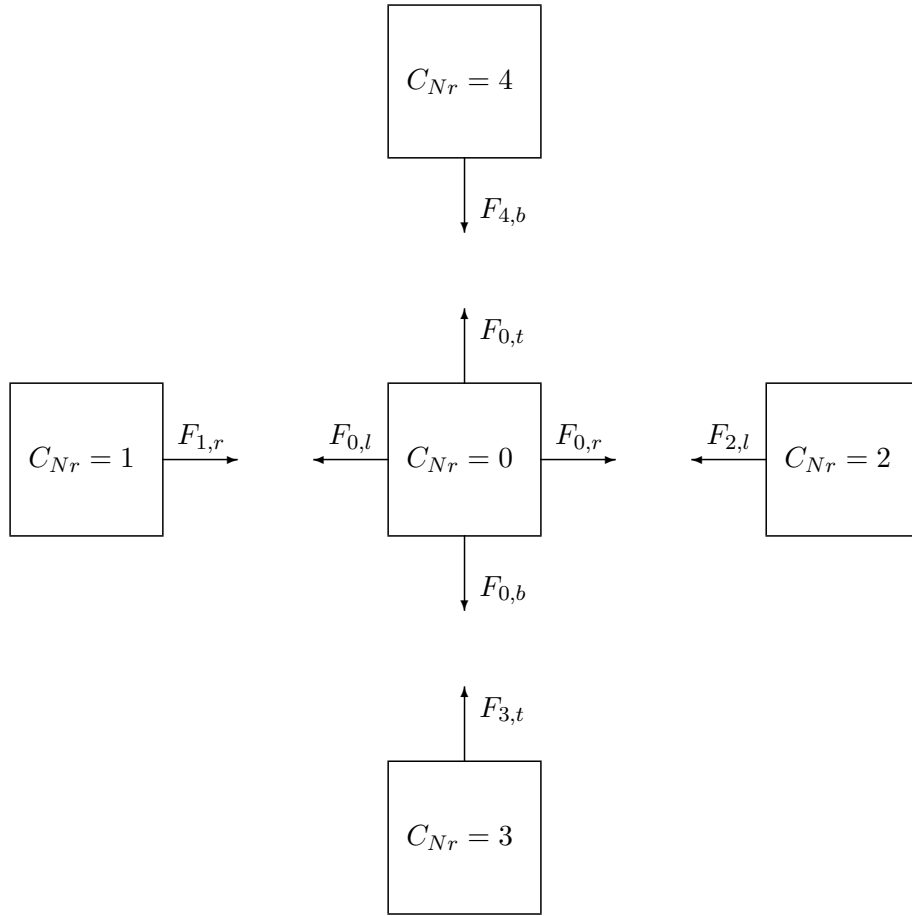 C_{Nr} = 4
F_{4,b}
F_{0,t}
C_{Nr} = 1
F_{1,r}
F_{0,l}
C_{Nr} = 0
F_{0,r}
F_{2,l}
C_{Nr} = 2
F_{0,b}
F_{3,t}
C_{Nr} = 3